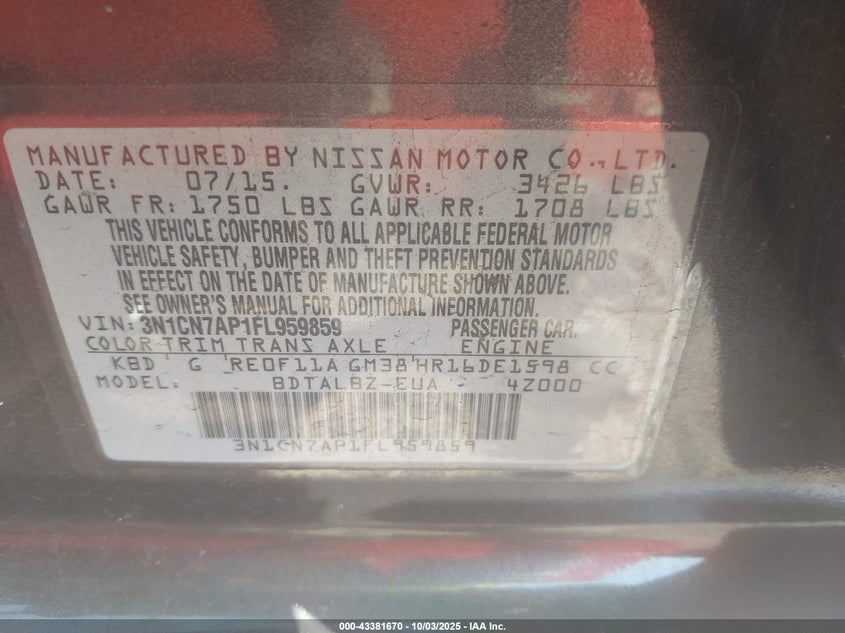 MANUFACTURED BY NISSAN MOTOR CO., LTD.
DATE: 07/15. GVWR: 3426 LBS
GAWR FR: 1750 LBS GAWR RR: 1708 LBS
THIS VEHICLE CONFORMS TO ALL APPLICABLE FEDERAL MOTOR
VEHICLE SAFETY, BUMPER AND THEFT PREVENTION STANDARDS
IN EFFECT ON THE DATE OF MANUFACTURE SHOWN ABOVE.
SEE OWNER'S MANUAL FOR ADDITIONAL INFORMATION.
VIN: 3N1CN7AP1FL959859 PASSENGER CAR.
COLOR TRIM TRANS AXLE ENGINE
KBD G RE0F11A GM38 HR16DE1598 CC
MODEL: BDTALBZ-EUA 4Z000
3N1CN7AP1FL959859
000-43381670 - 10/03/2025 - IAA Inc.